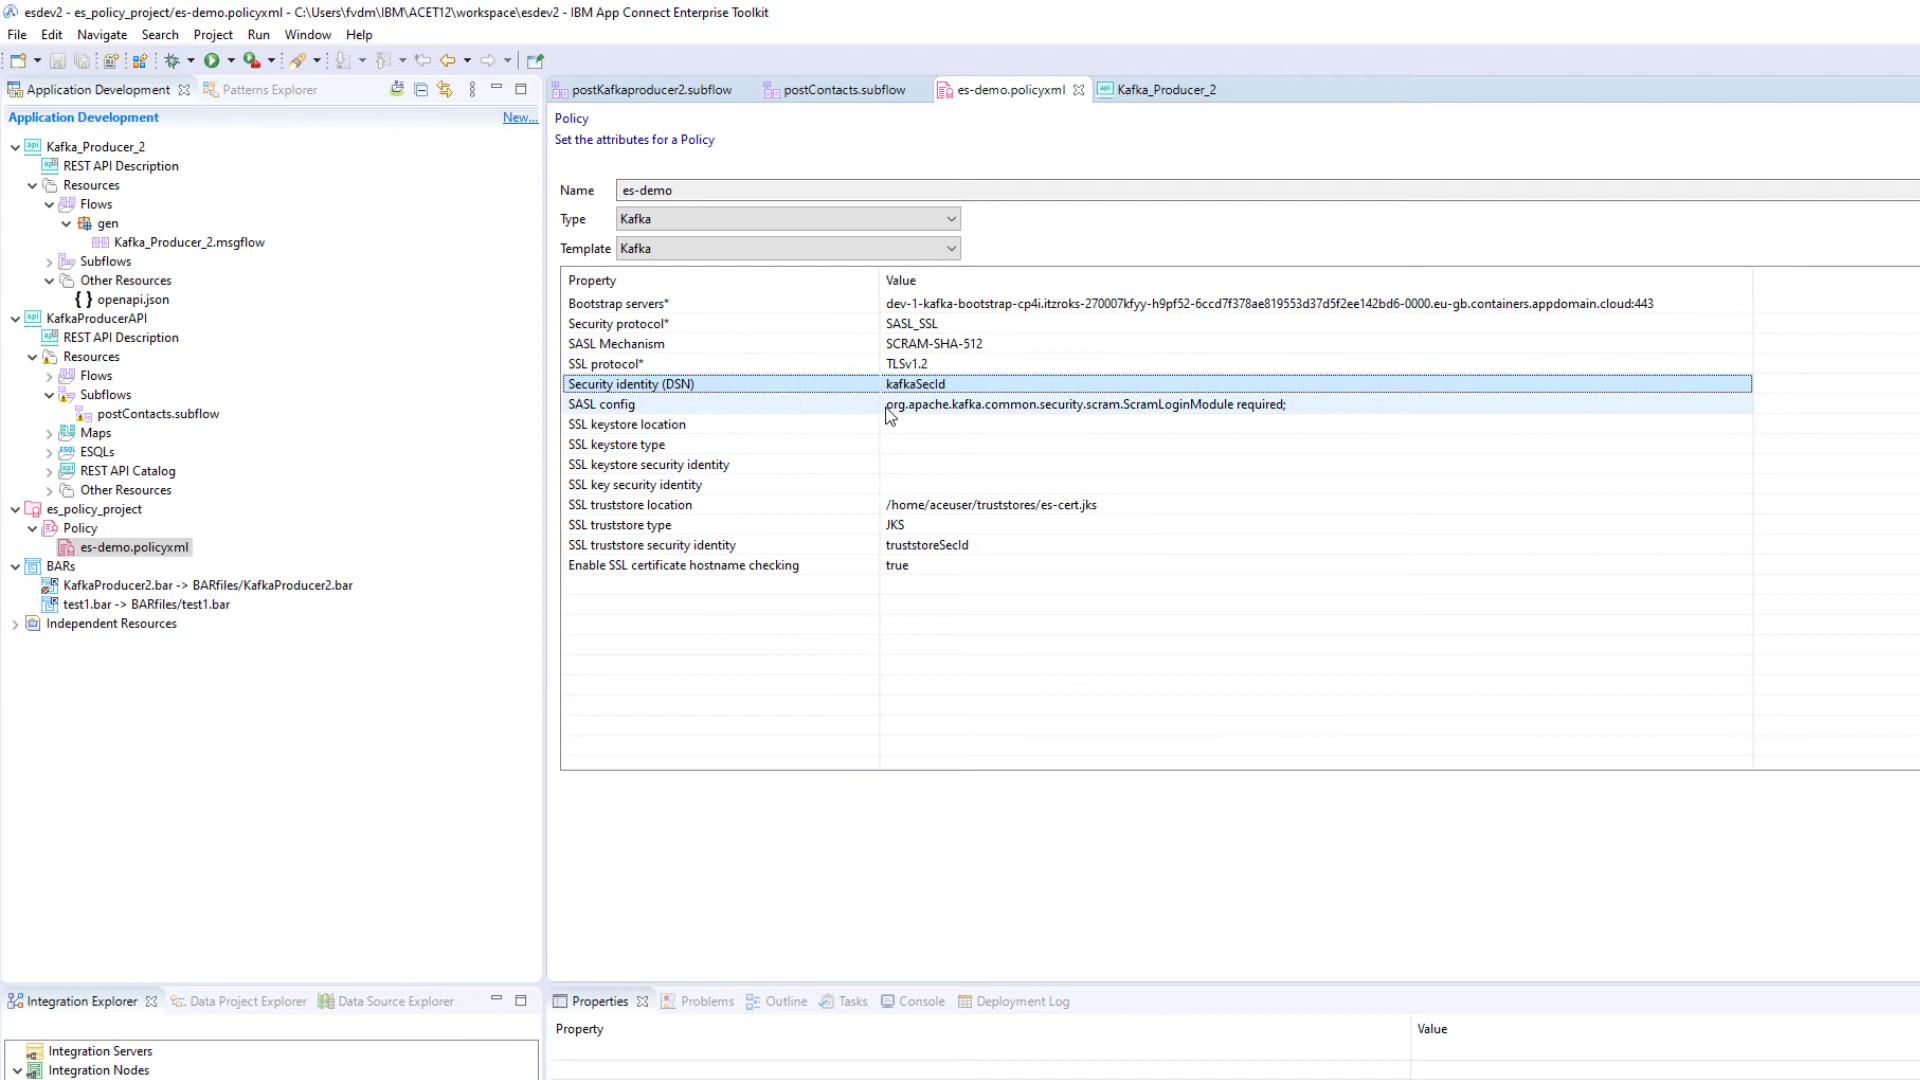 esdev2 - es_policy_project/es-demo.policyxml - C:\Users\fvdm\IBM\ACET12\workspace\esdev2 - IBM App Connect Enterprise Toolkit
File Edit Navigate Search Project Run Window Help
Application Development Patterns Explorer
Application Development New...
Kafka_Producer_2
REST API Description
Resources
Flows
gen
Kafka_Producer_2.msgflow
Subflows
Other Resources
{ } openapi.json
KafkaProducerAPI
REST API Description
Resources
Flows
Subflows
postContacts.subflow
Maps
ESQLs
REST API Catalog
Other Resources
es_policy_project
Policy
es-demo.policyxml
BARs
KafkaProducer2.bar -> BARfiles/KafkaProducer2.bar
test1.bar -> BARfiles/test1.bar
Independent Resources
postKafkaproducer2.subflow postContacts.subflow es-demo.policyxml Kafka_Producer_2
Policy
Set the attributes for a Policy
Name es-demo
Type Kafka
Template Kafka
Property Value
Bootstrap servers* dev-1-kafka-bootstrap-cp4i.itzroks-270007kfyy-h9pf52-6ccd7f378ae819553d37d5f2ee142bd6-0000.eu-gb.containers.appdomain.cloud:443
Security protocol* SASL_SSL
SASL Mechanism SCRAM-SHA-512
SSL protocol* TLSv1.2
Security identity (DSN) kafkaSecId
SASL config org.apache.kafka.common.security.scram.ScramLoginModule required;
SSL keystore location
SSL keystore type
SSL keystore security identity
SSL key security identity
SSL truststore location /home/aceuser/truststores/es-cert.jks
SSL truststore type JKS
SSL truststore security identity truststoreSecId
Enable SSL certificate hostname checking true
Integration Explorer Data Project Explorer Data Source Explorer
Integration Servers
Integration Nodes
Properties Problems Outline Tasks Console Deployment Log
Property Value